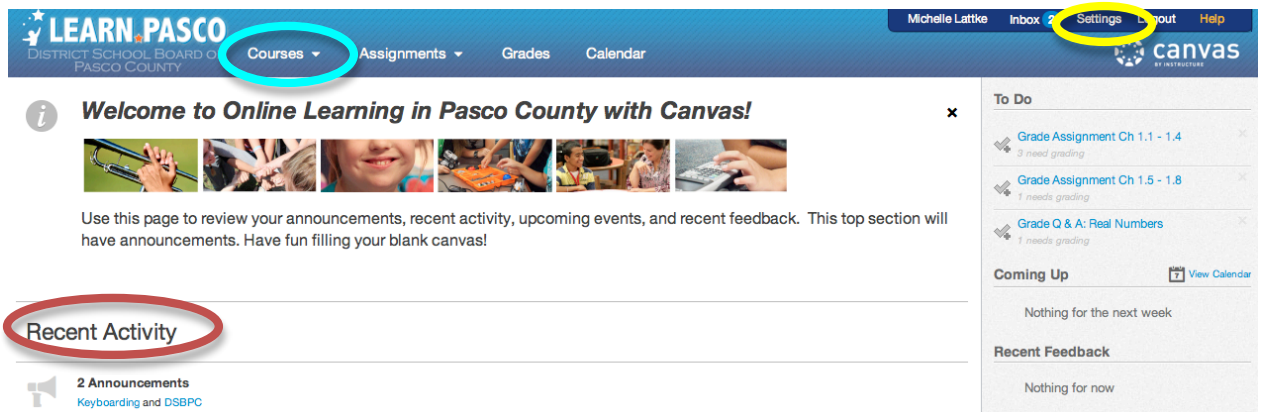 LEARN.PASCO
DISTRICT SCHOOL BOARD OF
PASCO COUNTY
Courses
Assignments
Grades
Calendar
Michelle Lattke
Inbox 2
Settings
Logout
Help
canvas
BY INSTRUCTURE
Welcome to Online Learning in Pasco County with Canvas!
Use this page to review your announcements, recent activity, upcoming events, and recent feedback. This top section will
have announcements. Have fun filling your blank canvas!
Recent Activity
2 Announcements
Keyboarding and DSBPC
To Do
Grade Assignment Ch 1.1 - 1.4
3 need grading
Grade Assignment Ch 1.5 - 1.8
1 needs grading
Grade Q & A: Real Numbers
1 needs grading
Coming Up
7 View Calendar
Nothing for the next week
Recent Feedback
Nothing for now